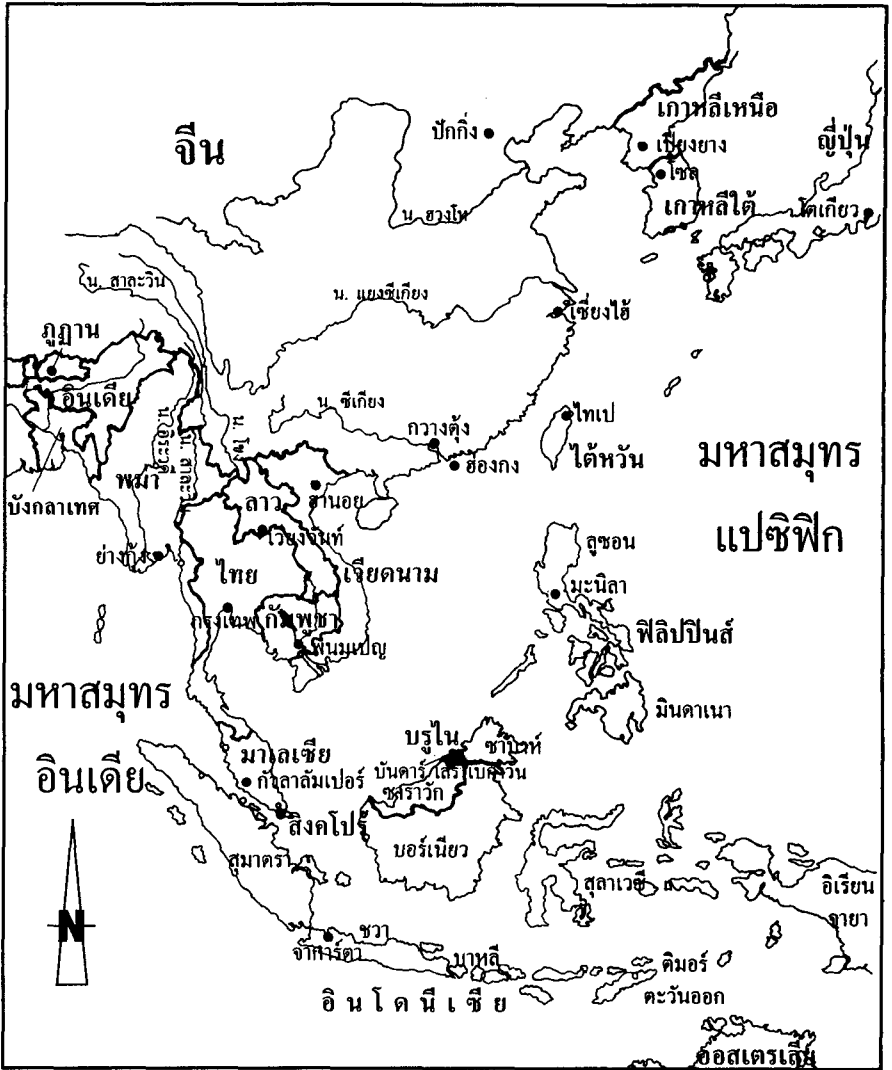 เกาหลีเหนือ
ปักกิ่ง
เปียงยาง
ญี่ปุ่น
จีน
โซล
น. ฮวงโห
เกาหลีใต้
โตเกียว
น. สาละวิน
น. แยงซีเกียง
เซี่ยงไฮ้
ภูฏาน
อินเดีย
น. ซีเกียง
กวางตุ้ง
ไทเป
น. อิระวดี
น. สาละวิน
น. โขง
ฮ่องกง
ไต้หวัน
มหาสมุทร
แปซิฟิก
พม่า
บังกลาเทศ
ลาว
ฮานอย
เวียงจันท์
ย่างกุ้ง
ไทย
เวียดนาม
ลูซอน
มะนิลา
กรุงเทพ
กัมพูชา
พนมเปญ
ฟิลิปปินส์
มหาสมุทร
อินเดีย
มินดาเนา
มาเลเซีย
กัวลาลัมเปอร์
บรูไน
ซาบาห์
บันดาร์ เสรี เบกาวัน
ซาราวัก
สิงคโปร์
สุมาตรา
บอร์เนียว
สุลาเวซี
อิเรียน
จายา
N
ชวา
จาการ์ตา
บาหลี
ติมอร์
ตะวันออก
อินโดนีเซีย
ออสเตรเลีย